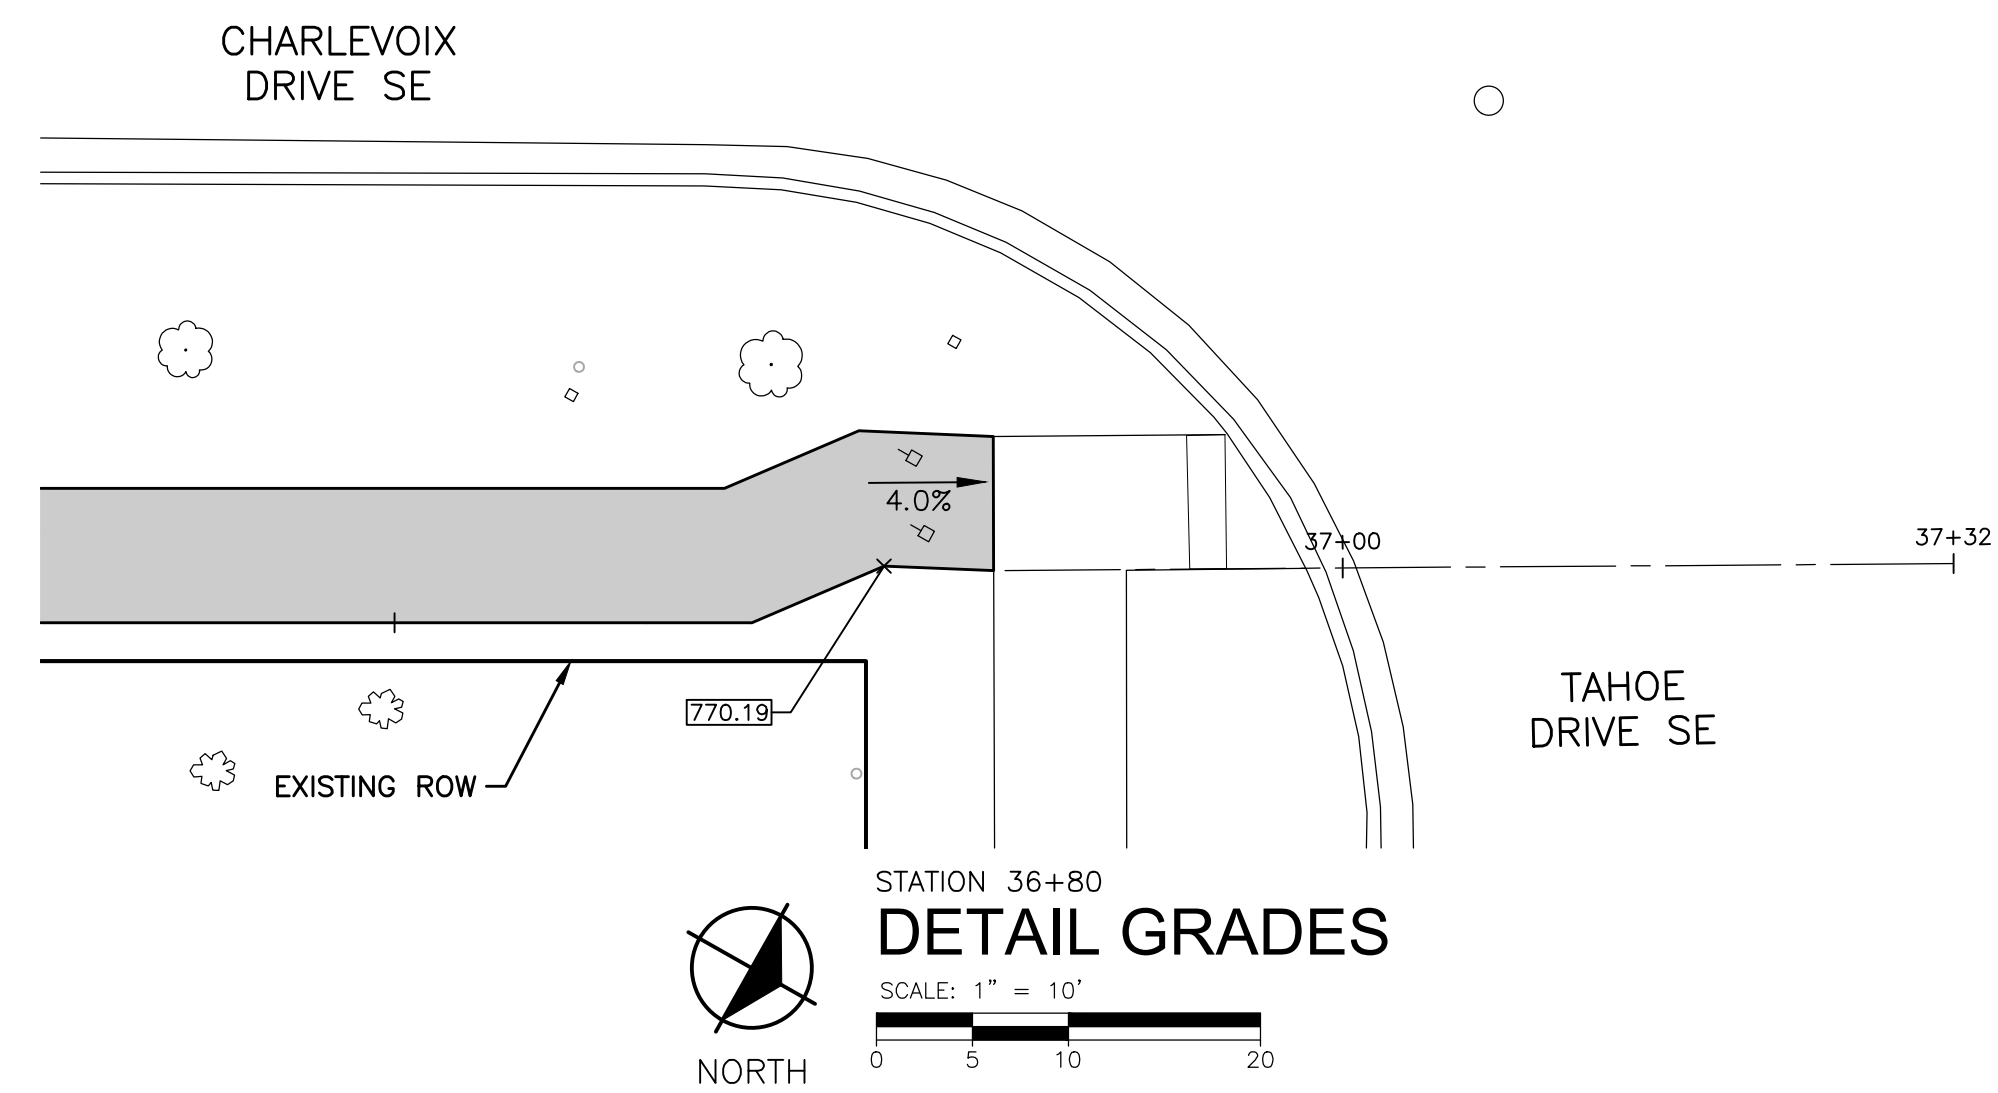 CHARLEVOIX
DRIVE SE
4.0%
37+00
37+32
770.19
TAHOE
DRIVE SE
EXISTING ROW
STATION 36+80
DETAIL GRADES
SCALE: 1" = 10'
0 5 10 20
NORTH